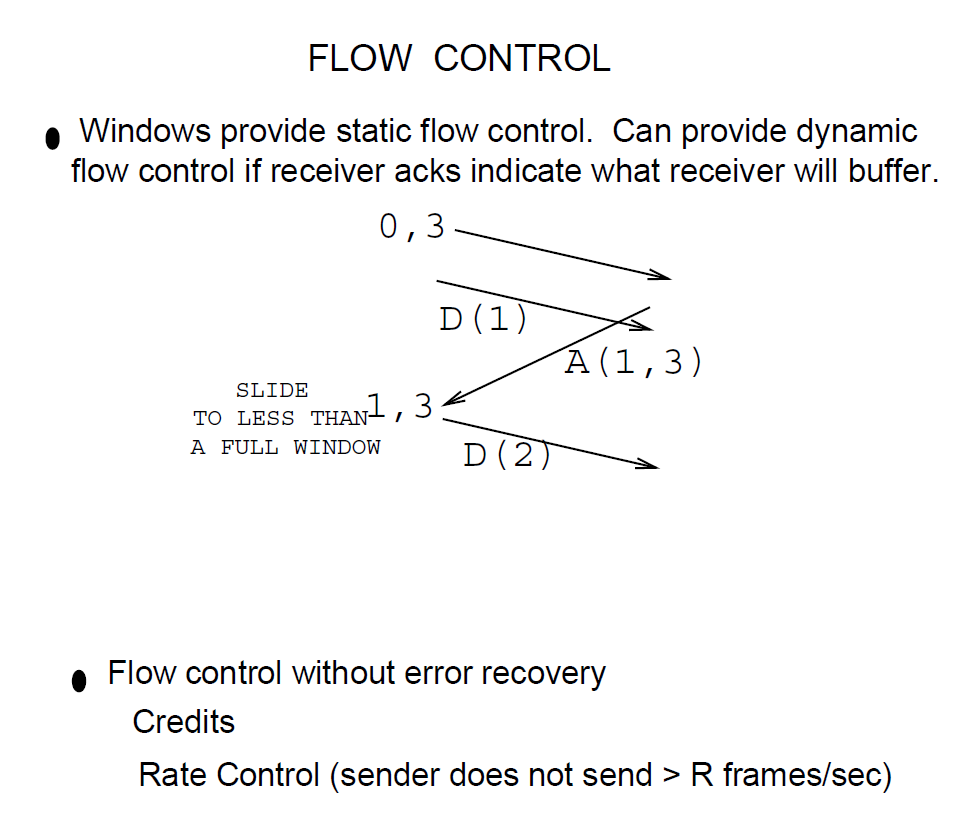 FLOW CONTROL
Windows provide static flow control. Can provide dynamic
flow control if receiver acks indicate what receiver will buffer.
0,3
D(1)
A(1,3)
SLIDE
TO LESS THAN
A FULL WINDOW
1,3
D(2)
Flow control without error recovery
Credits
Rate Control (sender does not send > R frames/sec)